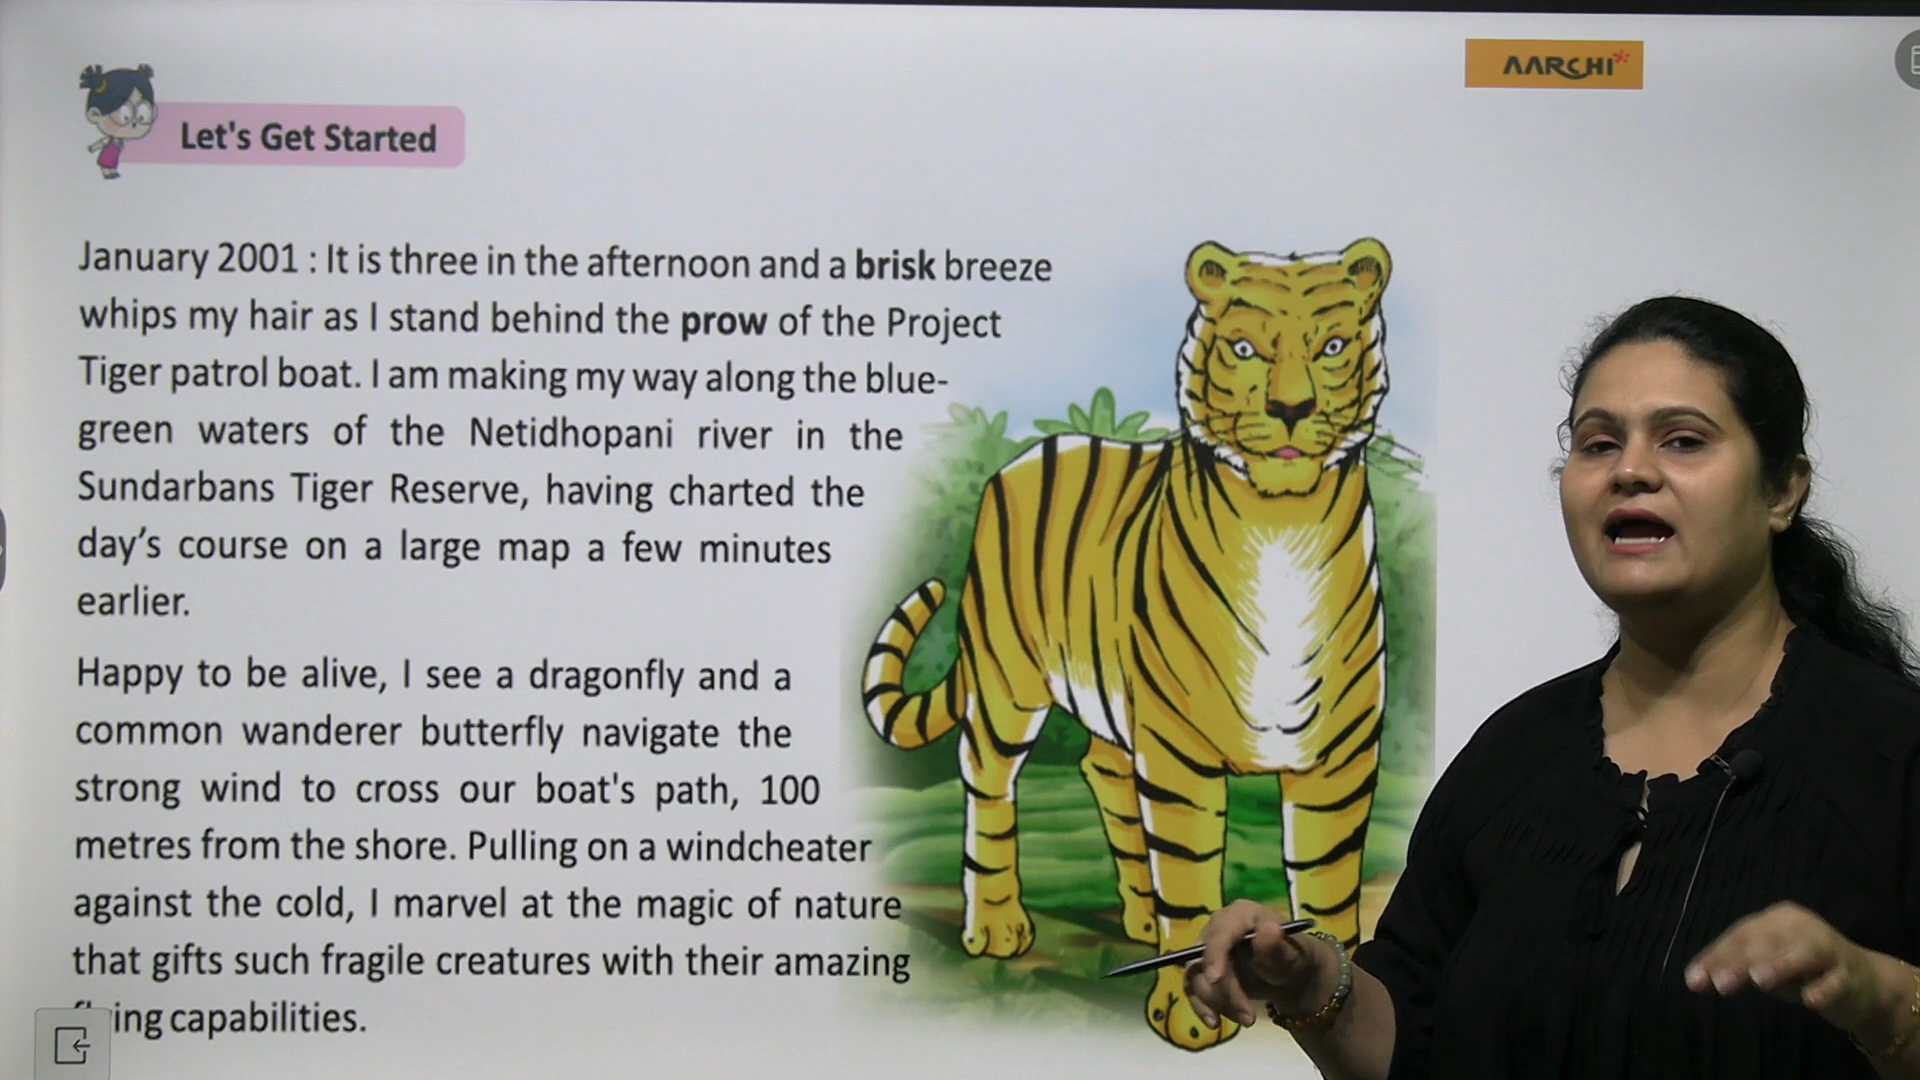 AARCHI
Let's Get Started
January 2001 : It is three in the afternoon and a brisk breeze
whips my hair as I stand behind the prow of the Project
Tiger patrol boat. I am making my way along the blue-
green waters of the Netidhopani river in the
Sundarbans Tiger Reserve, having charted the
day's course on a large map a few minutes
earlier.
Happy to be alive, I see a dragonfly and a
common wanderer butterfly navigate the
strong wind to cross our boat's path, 100
metres from the shore. Pulling on a windcheater
against the cold, I marvel at the magic of nature
that gifts such fragile creatures with their amazing
capabilities.